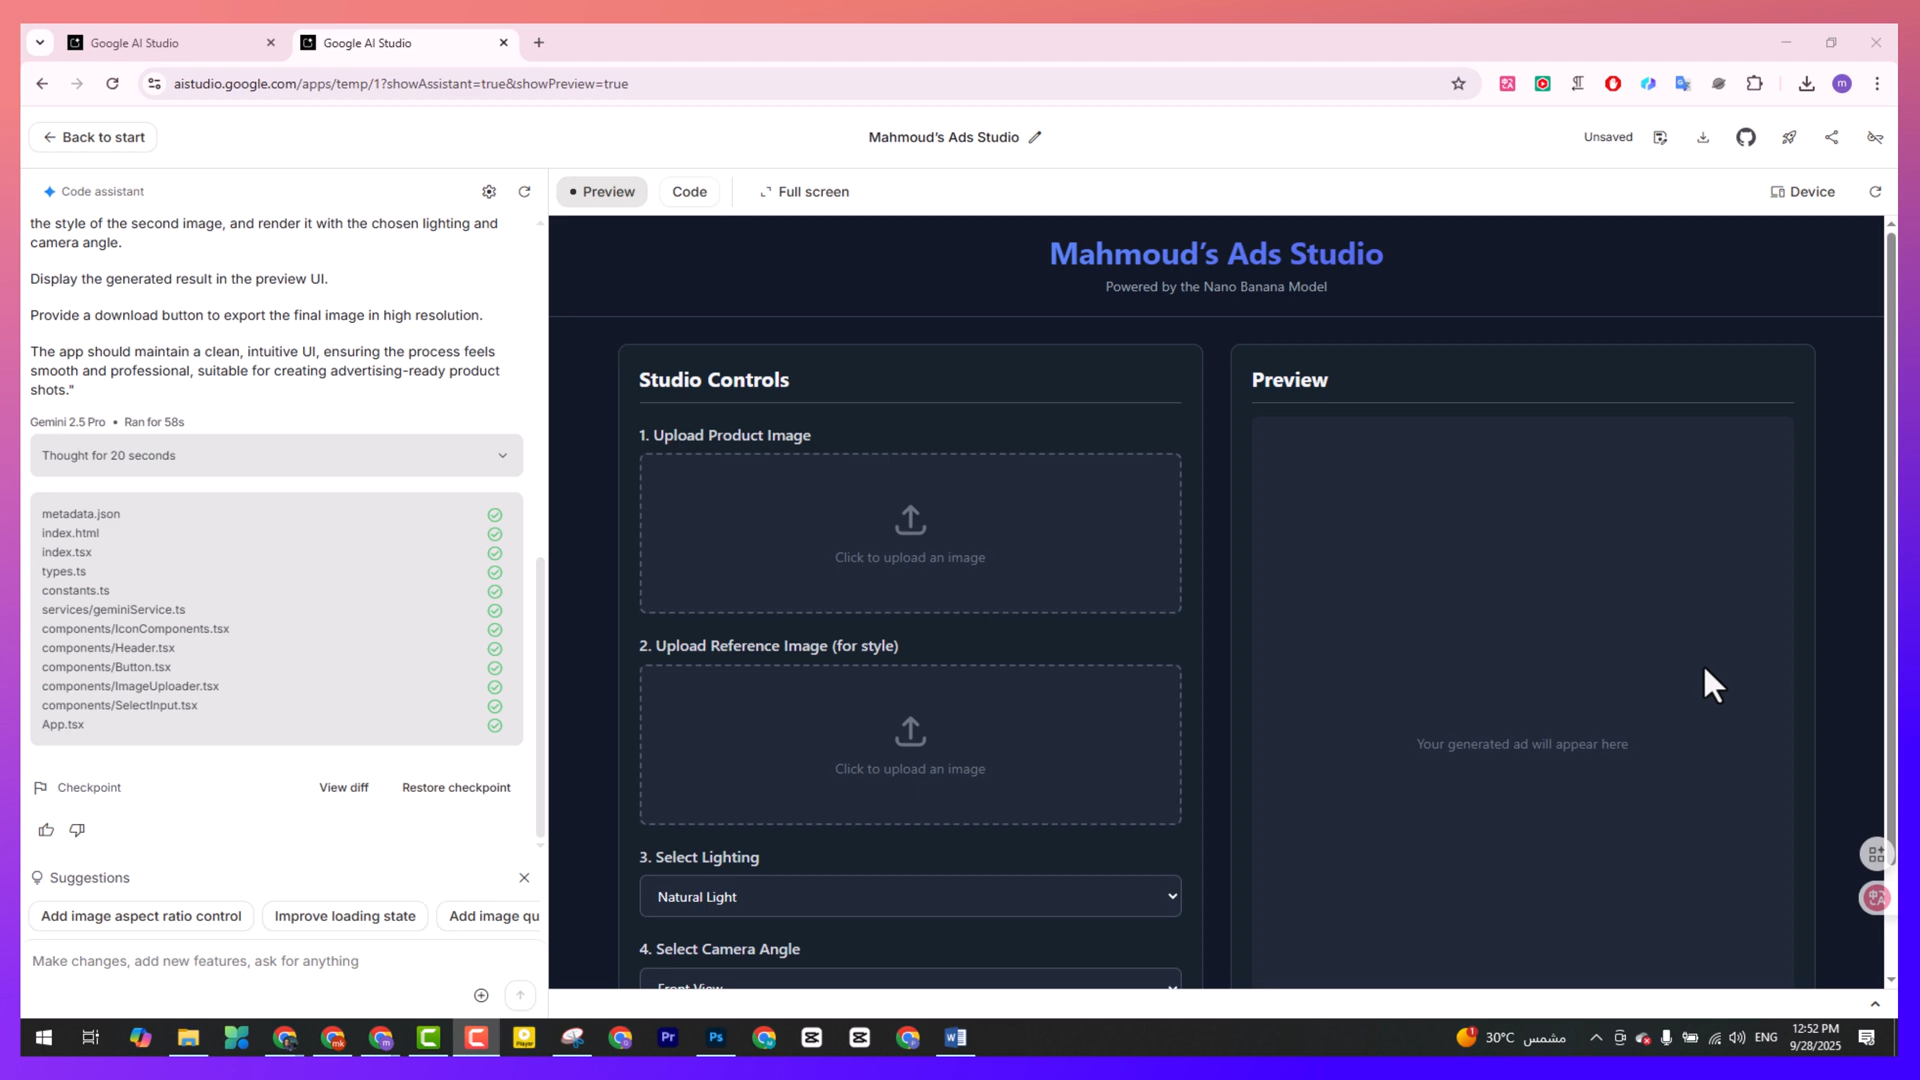 Google AI Studio
Google AI Studio
aistudio.google.com/apps/temp/1?showAssistant=true&showPreview=true
m
Back to start
Mahmoud's Ads Studio
Unsaved
Code assistant
Preview
Code
Full screen
Device
the style of the second image, and render it with the chosen lighting and
camera angle.
Display the generated result in the preview UI.
Provide a download button to export the final image in high resolution.
The app should maintain a clean, intuitive UI, ensuring the process feels
smooth and professional, suitable for creating advertising-ready product
shots."
Gemini 2.5 Pro • Ran for 58s
Thought for 20 seconds
metadata.json
index.html
index.tsx
types.ts
constants.ts
services/geminiService.ts
components/IconComponents.tsx
components/Header.tsx
components/Button.tsx
components/ImageUploader.tsx
components/SelectInput.tsx
App.tsx
Checkpoint
View diff
Restore checkpoint
Suggestions
Add image aspect ratio control
Improve loading state
Add image qu
Make changes, add new features, ask for anything
Mahmoud's Ads Studio
Powered by the Nano Banana Model
Studio Controls
1. Upload Product Image
Click to upload an image
2. Upload Reference Image (for style)
Click to upload an image
3. Select Lighting
Natural Light
4. Select Camera Angle
Front View
Preview
Your generated ad will appear here
Pr
Ps
1
30°C مشمس
ENG
12:52 PM
9/28/2025